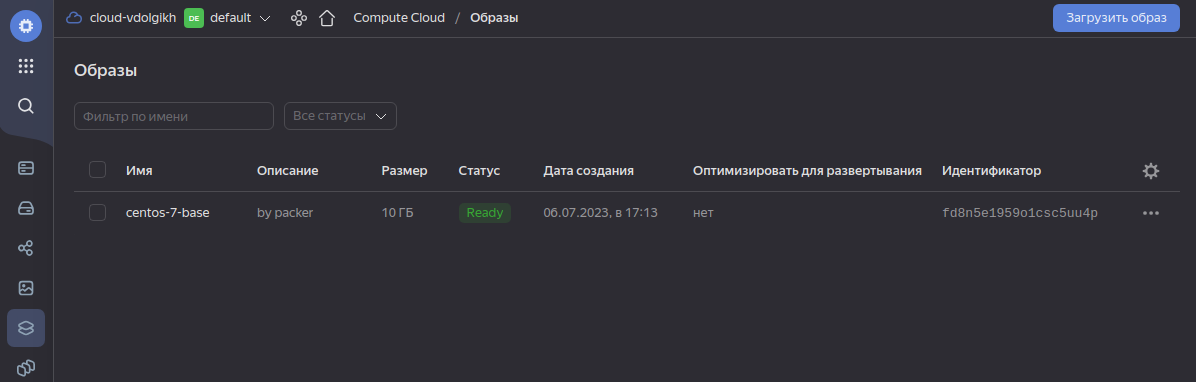 cloud-vdolgikh DE default Compute Cloud / Образы Загрузить образ
Образы
Фильтр по имени Все статусы
Имя Описание Размер Статус Дата создания Оптимизировать для развертывания Идентификатор
centos-7-base by packer 10 ГБ Ready 06.07.2023, в 17:13 нет fd8n5e1959o1csc5uu4p